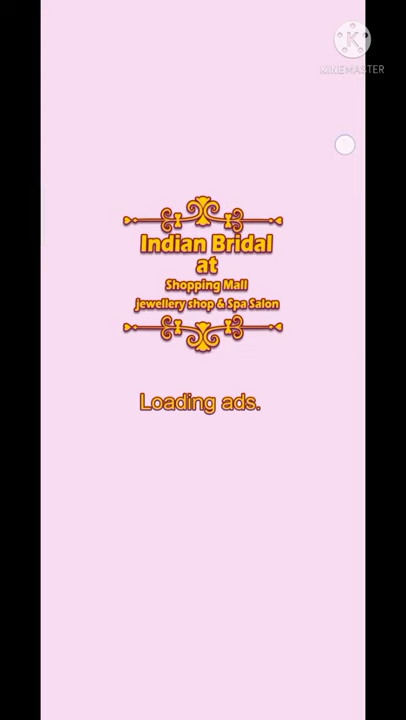 KINEMASTER
Indian Bridal
at
Shopping Mall
jewellery shop & Spa Salon
Loading ads.